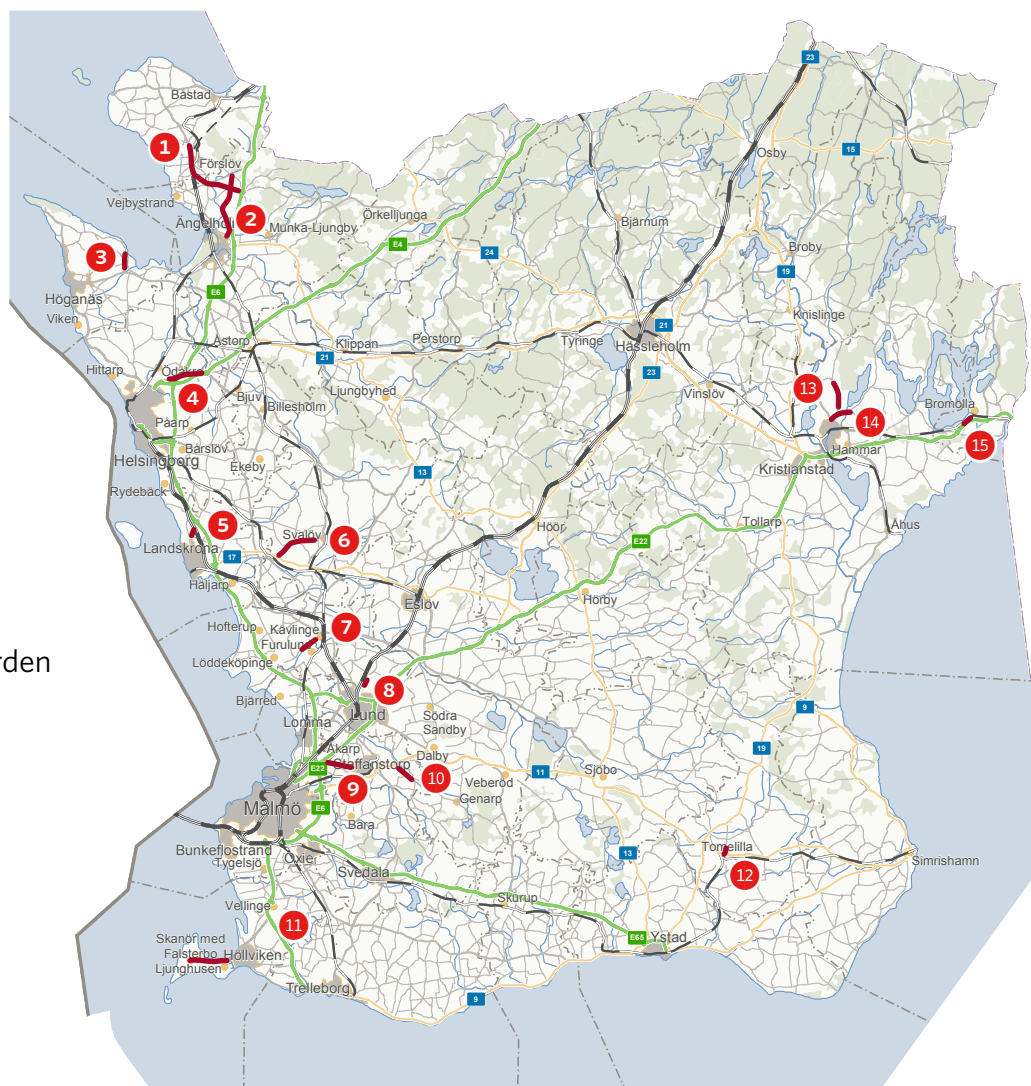 23
Båstad
1
15
Osby
Förslöv
Vejbystrand
Ängelhol
2
Munka-Ljungby
Örkelljunga
Bjärnum
E4
24
Broby
3
19
E6
Höganäs
Viken
Knislinge
Åstorp
Klippan
Perstorp
Tyringe
21
Hässleholm
21
Hittarp
Ödåkra
23
4
Bjuv
Ljungbyhed
Vinslöv
13
Billesholm
Bromölla
Påarp
14
Bårslöv
Hammar
15
Helsingborg
Ekeby
13
Kristianstad
Rydebäck
5
Svalöv
6
Höör
Tollarp
Åhus
Landskrona
17
E22
Häljarp
Eslöv
Hörby
Hofterup
Kävlinge
7
Furulund
rden
Löddeköpinge
8
Bjärred
Lund
9
Lomma
Södra
Sandby
19
Åkarp
Dalby
E22
Staffanstorp
10
11
Sjöbo
Veberöd
9
Genarp
Malmö
E6
Bara
Bunkeflostrand
Oxie
Tomelilla
13
Simrishamn
Tygelsjö
Svedala
12
Vellinge
Skurup
11
Skanör med
Falsterbo
Höllviken
E65
Ystad
Ljunghusen
Trelleborg
9